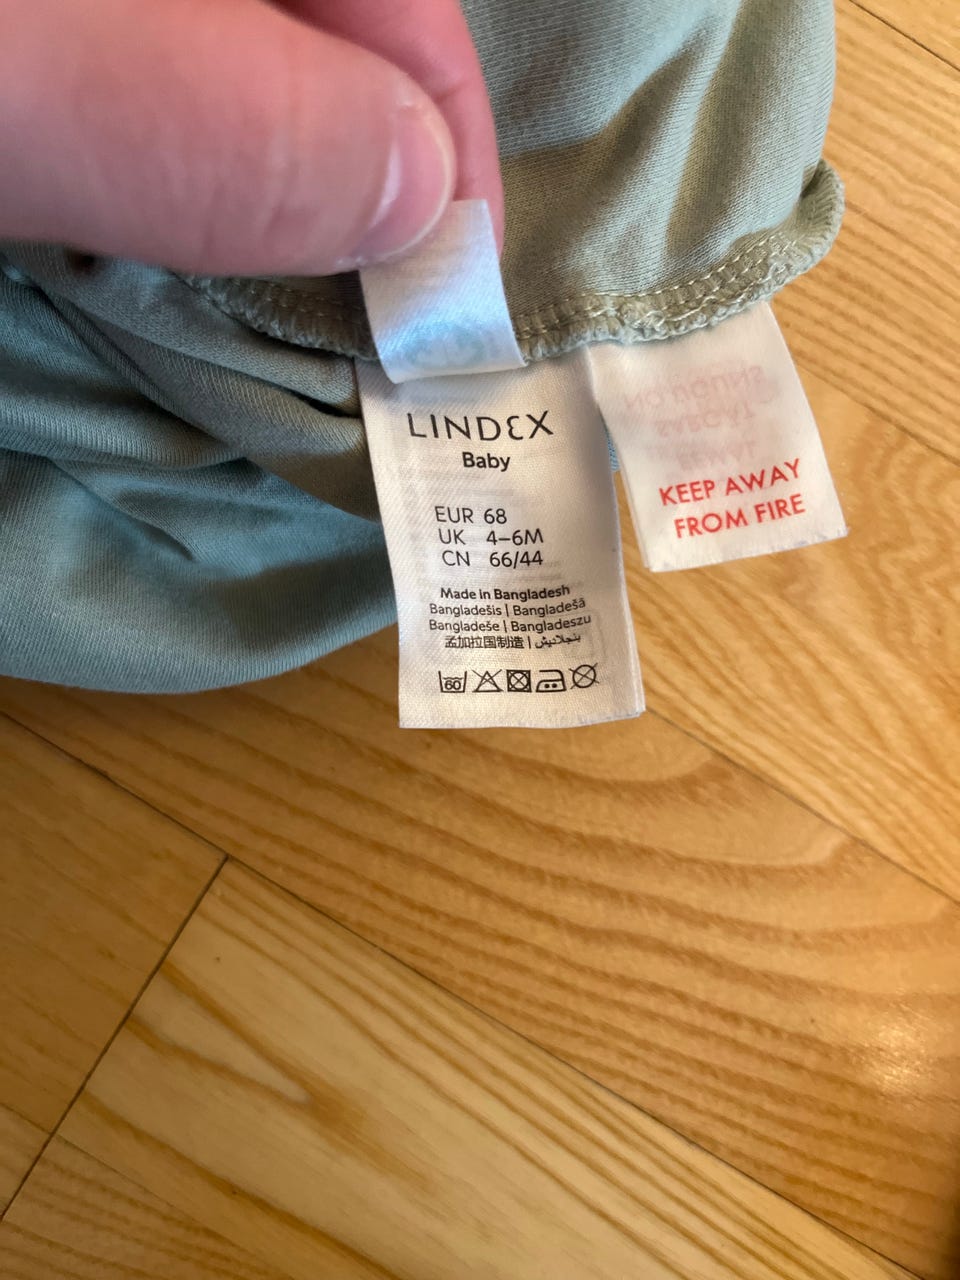 LINDEX
Baby
EUR 68
UK 4–6M
CN 66/44
Made in Bangladesh
Bangladešis | Bangladešā
Bangladeše | Bangladeszu
孟加拉国制造 | بنجلاديش
60
KEEP AWAY
FROM FIRE